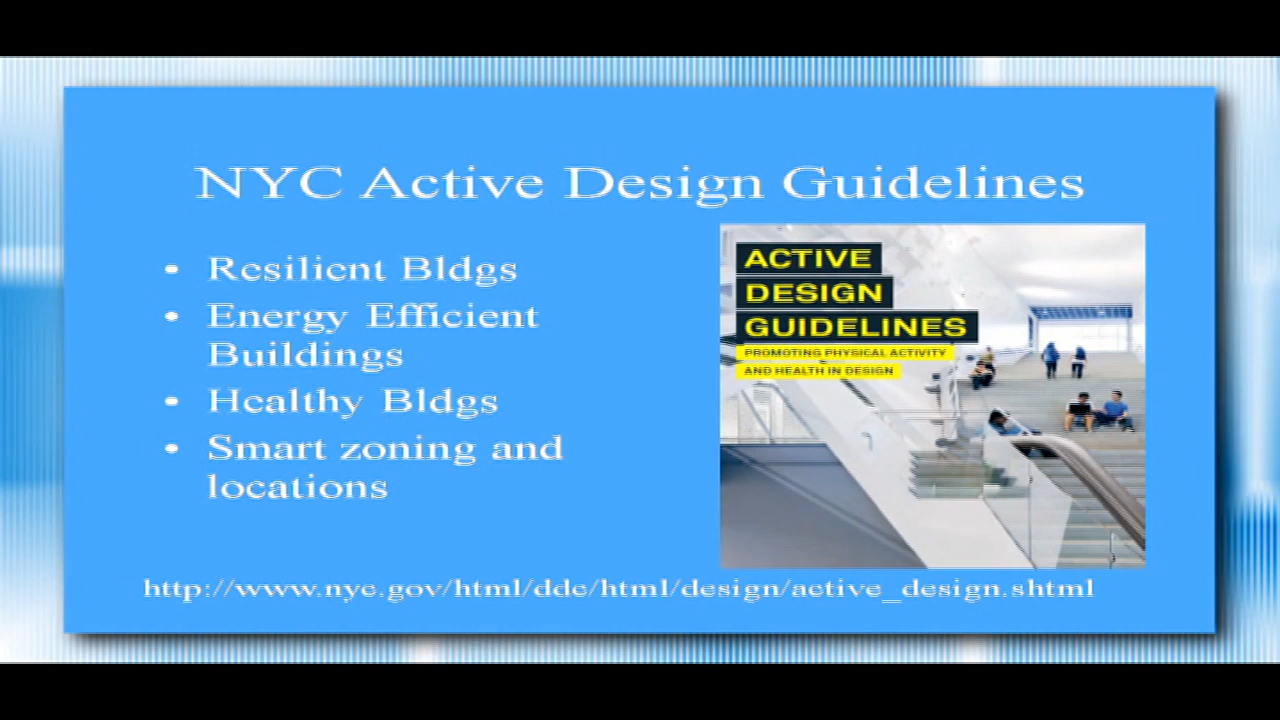 NYC Active Design Guidelines
• Resilient Bldgs
• Energy Efficient
Buildings
• Healthy Bldgs
• Smart zoning and
locations
ACTIVE
DESIGN
GUIDELINES
PROMOTING PHYSICAL ACTIVITY
AND HEALTH IN DESIGN
http://www.nyc.gov/html/ddc/html/design/active_design.shtml